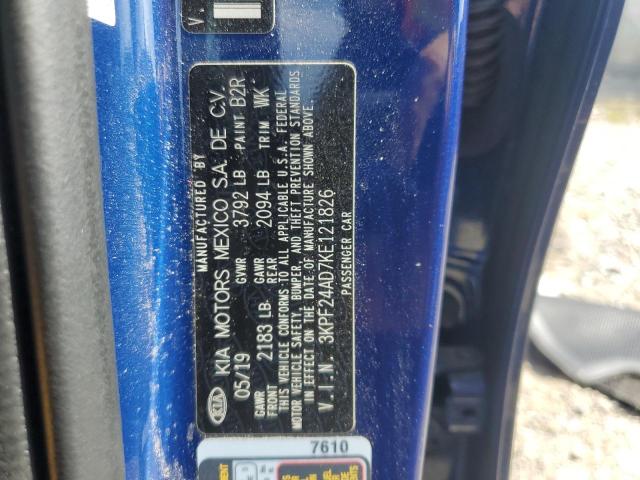 MANUFACTURED BY
KIA KIA MOTORS MEXICO S.A. DE C.V.
05/19 GVWR 3792 LB PAINT B2R
GAWR FRONT 2183 LB GAWR REAR 2094 LB TRIM WK
THIS VEHICLE CONFORMS TO ALL APPLICABLE U.S.A. FEDERAL
MOTOR VEHICLE SAFETY, BUMPER, AND THEFT PREVENTION STANDARDS
IN EFFECT ON THE DATE OF MANUFACTURE SHOWN ABOVE.
V.I.N. 3KPF24AD7KE121826
PASSENGER CAR
7610
V.